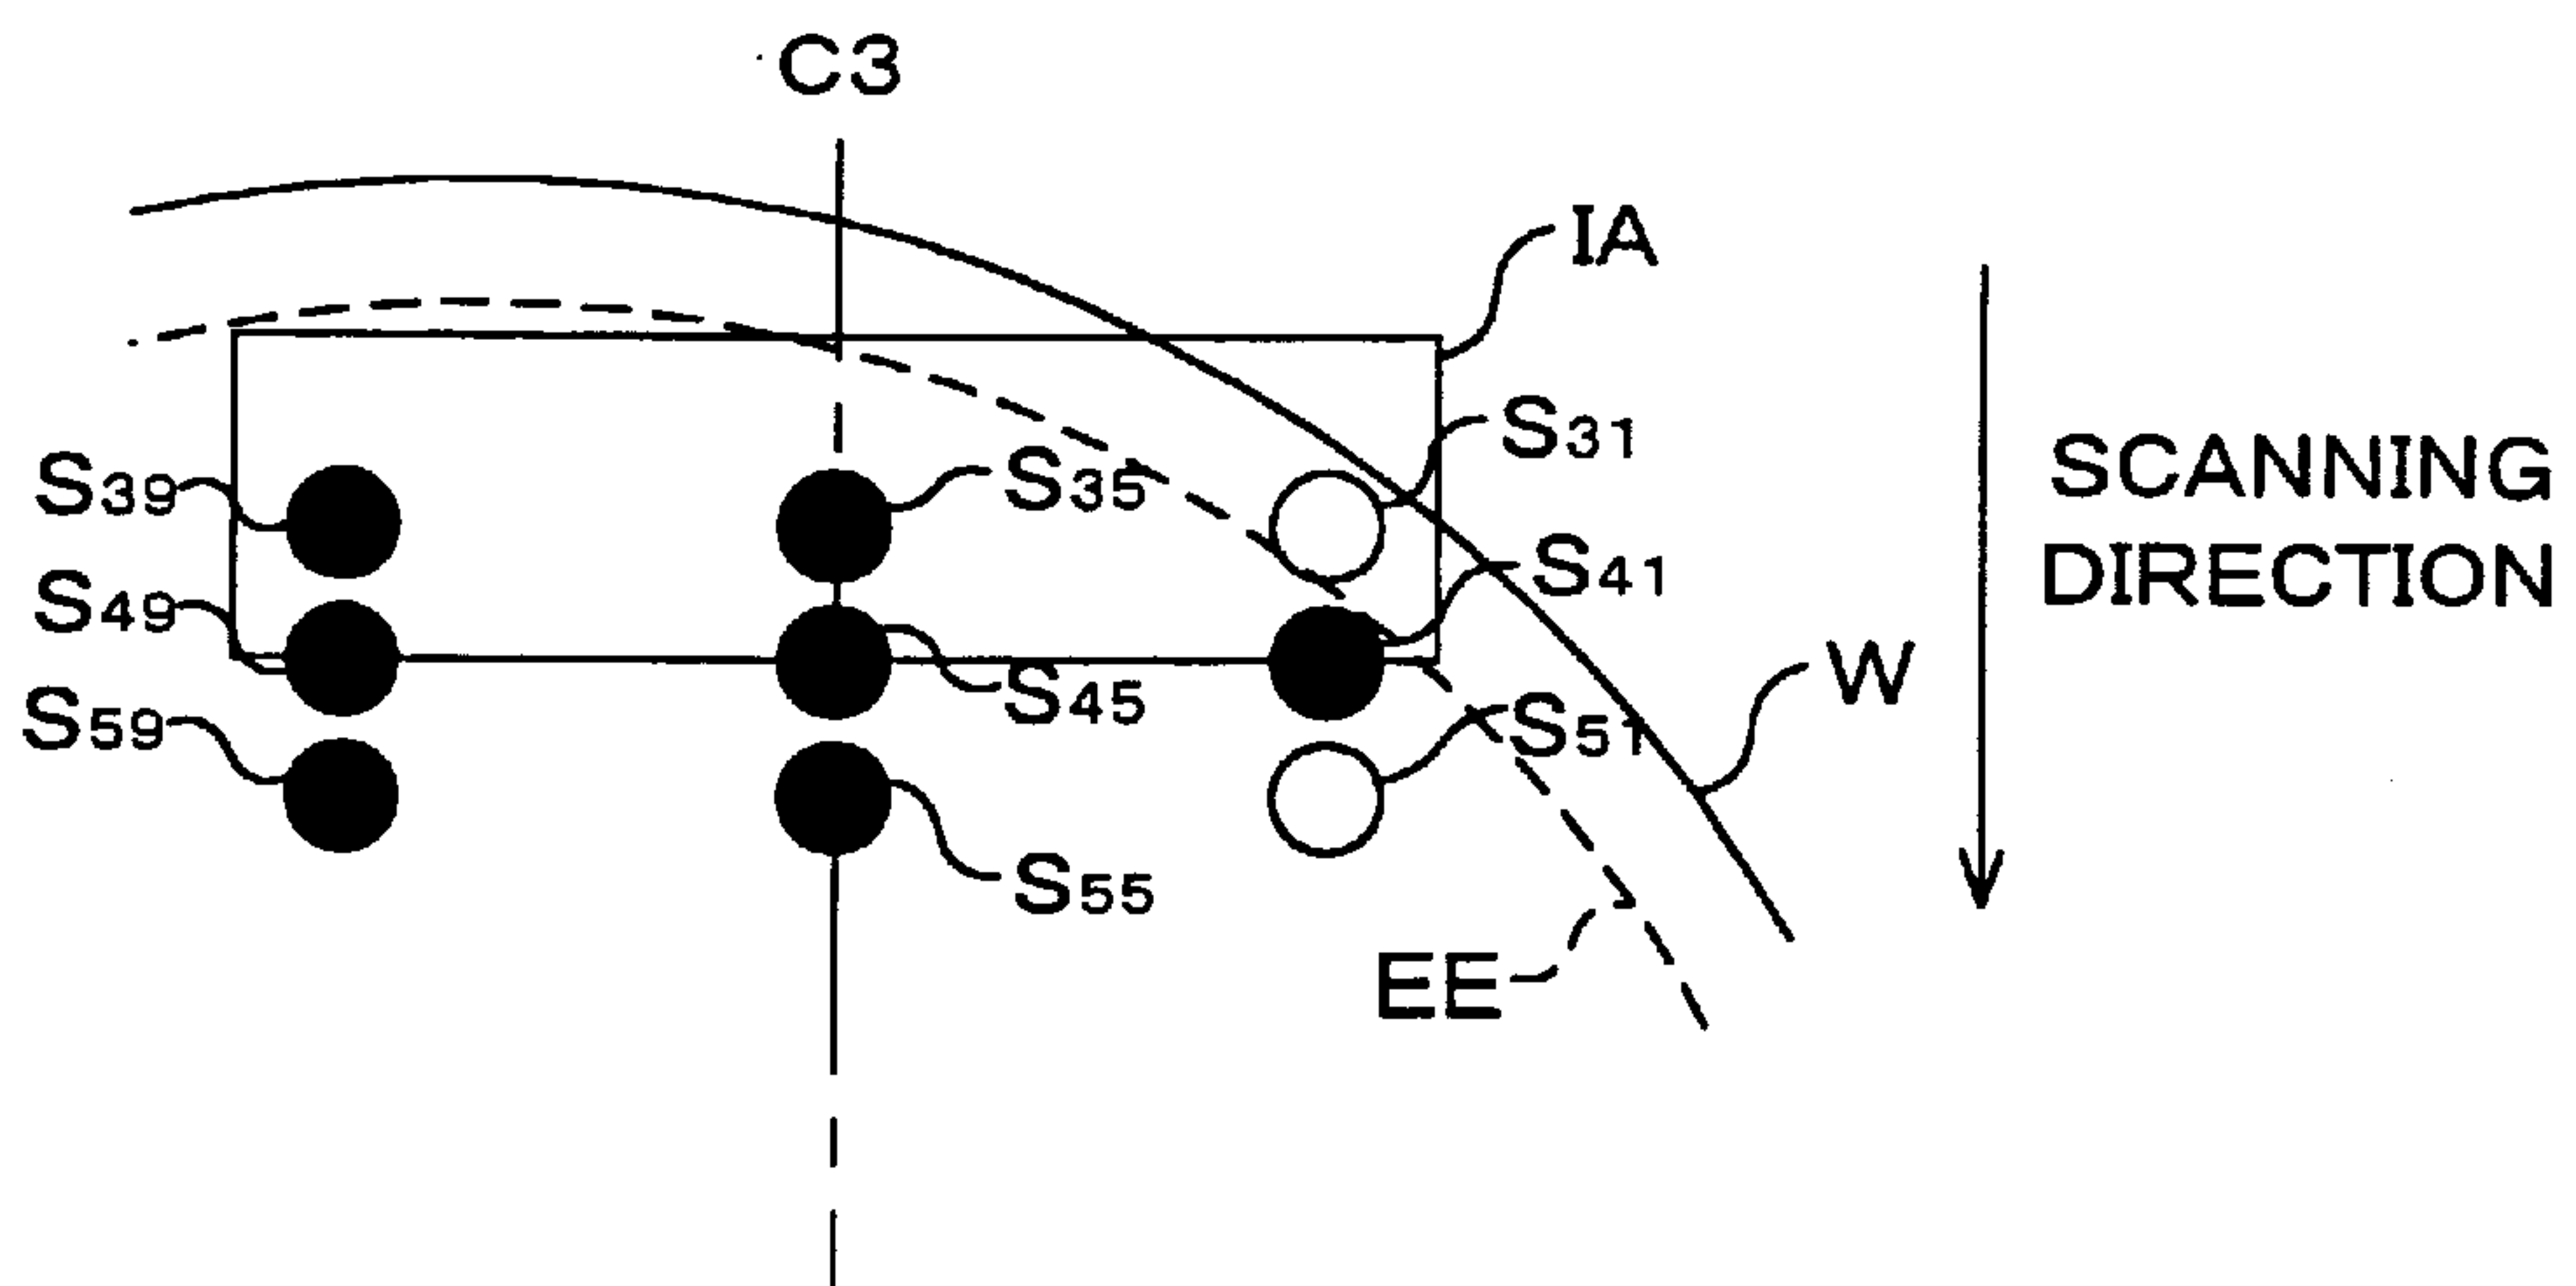 C3
IA
S31
S39
S35
SCANNING
DIRECTION
S41
S49
S45
W
S59
S51
S55
EE